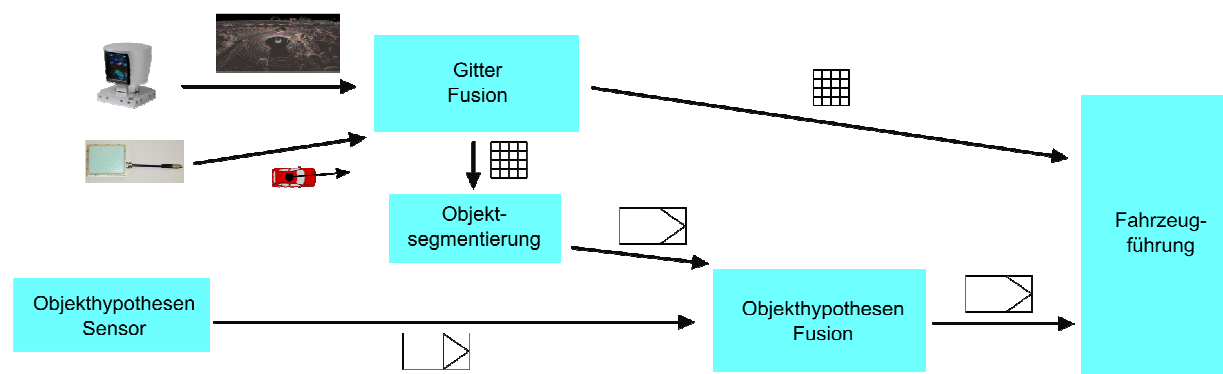 Gitter
Fusion
Objekt-
segmentierung
Fahrzeug-
führung
Objekthypothesen
Sensor
Objekthypothesen
Fusion